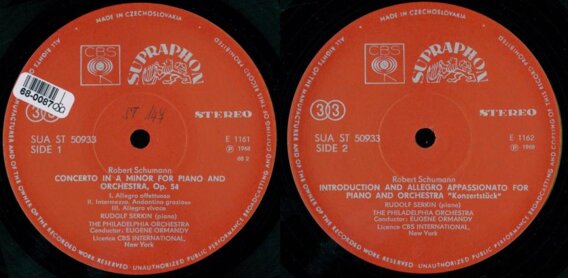 MADE IN CZECHOSLOVAKIA
CBS
SUPRAPHON
68-0087
33
STEREO
SUA ST 50933
SIDE 1
E 1161
℗ 1968
Robert Schumann
CONCERTO IN A MINOR FOR PIANO AND
ORCHESTRA, Op. 54
I. Allegro affettuoso
II. Intermezzo. Andantino grazioso
III. Allegro vivace
RUDOLF SERKIN (piano)
THE PHILADELPHIA ORCHESTRA
Conductor: EUGENE ORMANDY
Licence CBS INTERNATIONAL,
New York
ALL RIGHTS OF THE MANUFACTURER AND OF THE OWNER OF THE RECORDED WORK RESERVED · UNAUTHORIZED PUBLIC PERFORMANCE BROADCASTING AND COPYING OF THIS RECORD PROHIBITED
MADE IN CZECHOSLOVAKIA
CBS
SUPRAPHON
33
STEREO
SUA ST 50933
SIDE 2
E 1162
℗ 1968
Robert Schumann
INTRODUCTION AND ALLEGRO APPASSIONATO FOR
PIANO AND ORCHESTRA "Konzertstück"
RUDOLF SERKIN (piano)
THE PHILADELPHIA ORCHESTRA
Conductor: EUGENE ORMANDY
Licence CBS INTERNATIONAL,
New York
ALL RIGHTS OF THE MANUFACTURER AND OF THE OWNER OF THE RECORDED WORK RESERVED · UNAUTHORIZED PUBLIC PERFORMANCE BROADCASTING AND COPYING OF THIS RECORD PROHIBITED